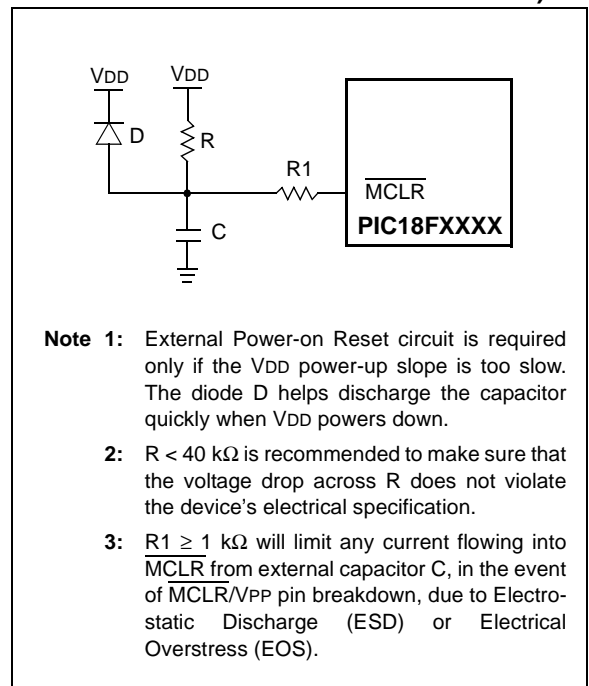 VDD VDD
D
R
R1
MCLR
PIC18FXXXX
C
Note 1: External Power-on Reset circuit is required
only if the VDD power-up slope is too slow.
The diode D helps discharge the capacitor
quickly when VDD powers down.
2: R < 40 kΩ is recommended to make sure that
the voltage drop across R does not violate
the device's electrical specification.
3: R1 ≥ 1 kΩ will limit any current flowing into
MCLR from external capacitor C, in the event
of MCLR/VPP pin breakdown, due to Electro-
static Discharge (ESD) or Electrical
Overstress (EOS).